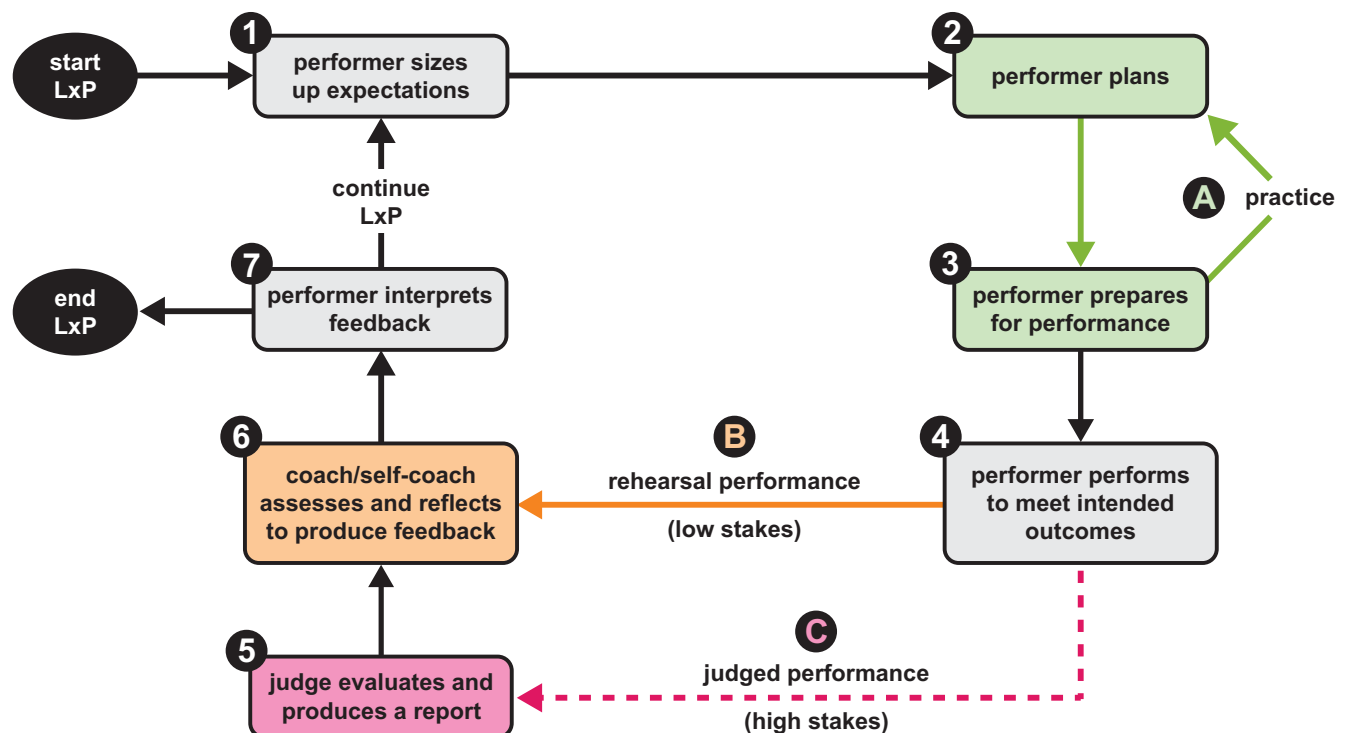 start
LxP
1
performer sizes
up expectations
2
performer plans
A
practice
continue
LxP
end
LxP
7
performer interprets
feedback
3
performer prepares
for performance
6
coach/self-coach
assesses and reflects
to produce feedback
B
rehearsal performance
(low stakes)
4
performer performs
to meet intended
outcomes
5
judge evaluates and
produces a report
C
judged performance
(high stakes)